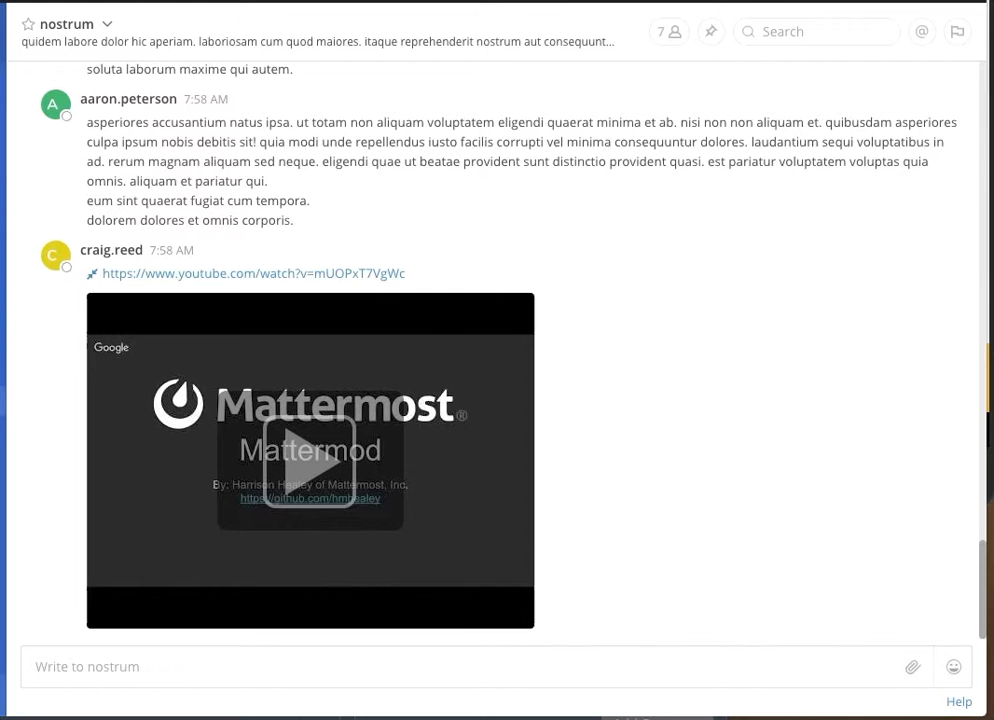 nostrum
quidem labore dolor hic aperiam. laboriosam cum quod maiores. itaque reprehenderit nostrum aut consequunt...
7
Search
@
soluta laborum maxime qui autem.
A
aaron.peterson 7:58 AM
asperiores accusantium natus ipsa. ut totam non aliquam voluptatem eligendi quaerat minima et ab. nisi non non aliquam et. quibusdam asperiores
culpa ipsum nobis debitis sit! quia modi unde repellendus iusto facilis corrupti vel minima consequuntur dolores. laudantium sequi voluptatibus in
ad. rerum magnam aliquam sed neque. eligendi quae ut beatae provident sunt distinctio provident quasi. est pariatur voluptatem voluptas quia
omnis. aliquam et pariatur qui.
eum sint quaerat fugiat cum tempora.
dolorem dolores et omnis corporis.
C
craig.reed 7:58 AM
https://www.youtube.com/watch?v=mUOPxT7VgWc
Google
Mattermost®
Mattermod
By: Harrison Healey of Mattermost, Inc.
https://github.com/hmhealey
Write to nostrum
Help